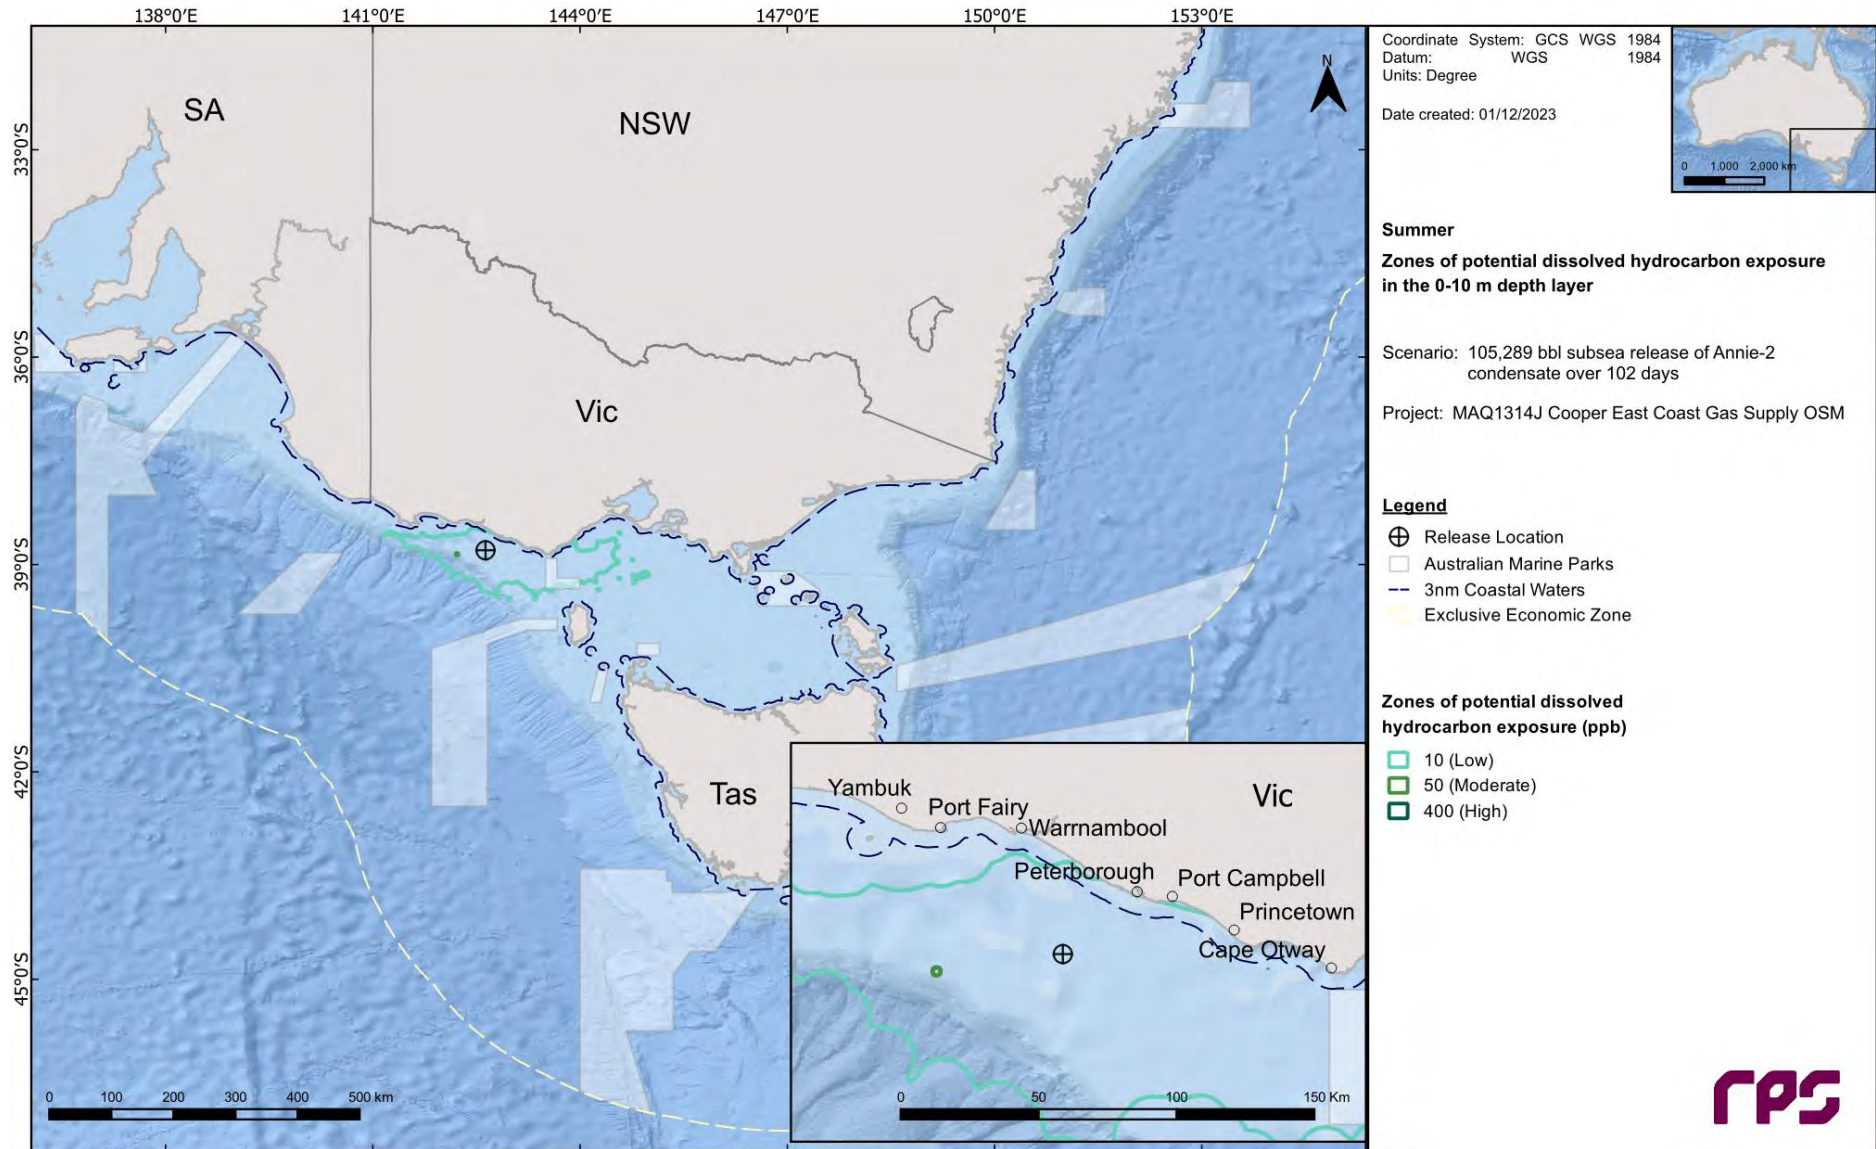 138°0'E 141°0'E 144°0'E 147°0'E 150°0'E 153°0'E
33°0'S
36°0'S
39°0'S
42°0'S
45°0'S
SA
NSW
Vic
Tas
N
0 100 200 300 400 500 km
Yambuk
Port Fairy
Warrnambool
Vic
Peterborough
Port Campbell
Princetown
Cape Otway
0 50 100 150 Km
Coordinate System: GCS WGS 1984
Datum: WGS 1984
Units: Degree
Date created: 01/12/2023
0 1,000 2,000 km
Summer
Zones of potential dissolved hydrocarbon exposure
in the 0-10 m depth layer
Scenario: 105,289 bbl subsea release of Annie-2
condensate over 102 days
Project: MAQ1314J Cooper East Coast Gas Supply OSM
Legend
Release Location
Australian Marine Parks
3nm Coastal Waters
Exclusive Economic Zone
Zones of potential dissolved
hydrocarbon exposure (ppb)
10 (Low)
50 (Moderate)
400 (High)
rps